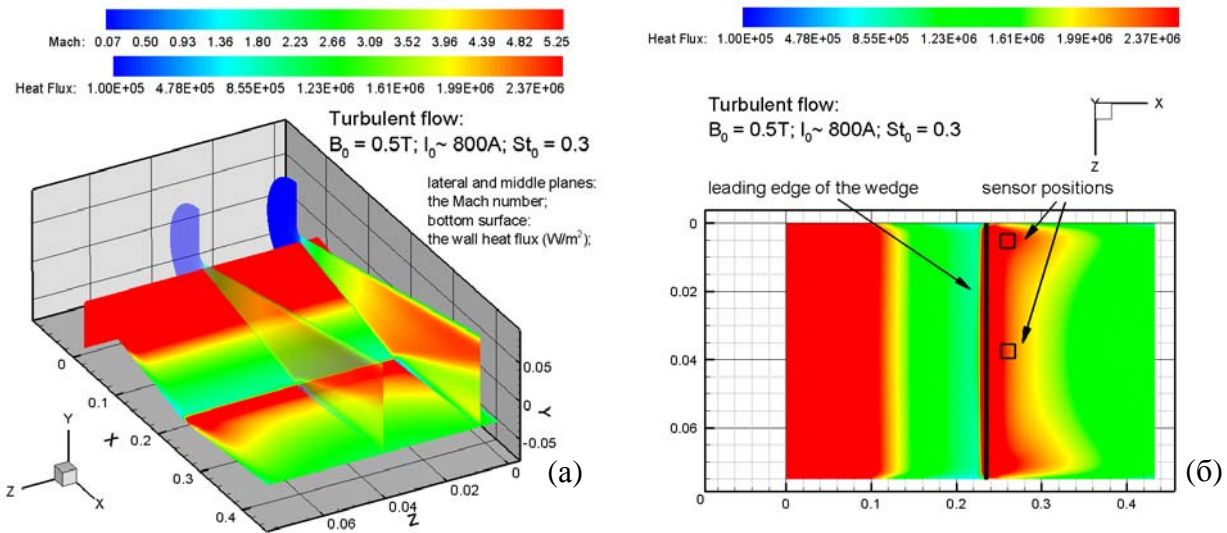 Mach: 0.07 0.50 0.93 1.36 1.80 2.23 2.66 3.09 3.52 3.96 4.39 4.82 5.25
Heat Flux: 1.00E+05 4.78E+05 8.55E+05 1.23E+06 1.61E+06 1.99E+06 2.37E+06
Turbulent flow:
B₀ = 0.5T; I₀~ 800A; St₀ = 0.3
lateral and middle planes:
the Mach number;
bottom surface:
the wall heat flux (W/m²);
0
0.1
0.2
0.3
0.4
X
0.05
0
-0.05
Y
0
0.02
0.04
0.06
Z
Y
Z
X
(а)
Heat Flux: 1.00E+05 4.78E+05 8.55E+05 1.23E+06 1.61E+06 1.99E+06 2.37E+06
Turbulent flow:
B₀ = 0.5T; I₀~ 800A; St₀ = 0.3
Y
X
Z
leading edge of the wedge
sensor positions
0
0.02
0.04
0.06
0.08
0
0.1
0.2
0.3
0.4
(б)